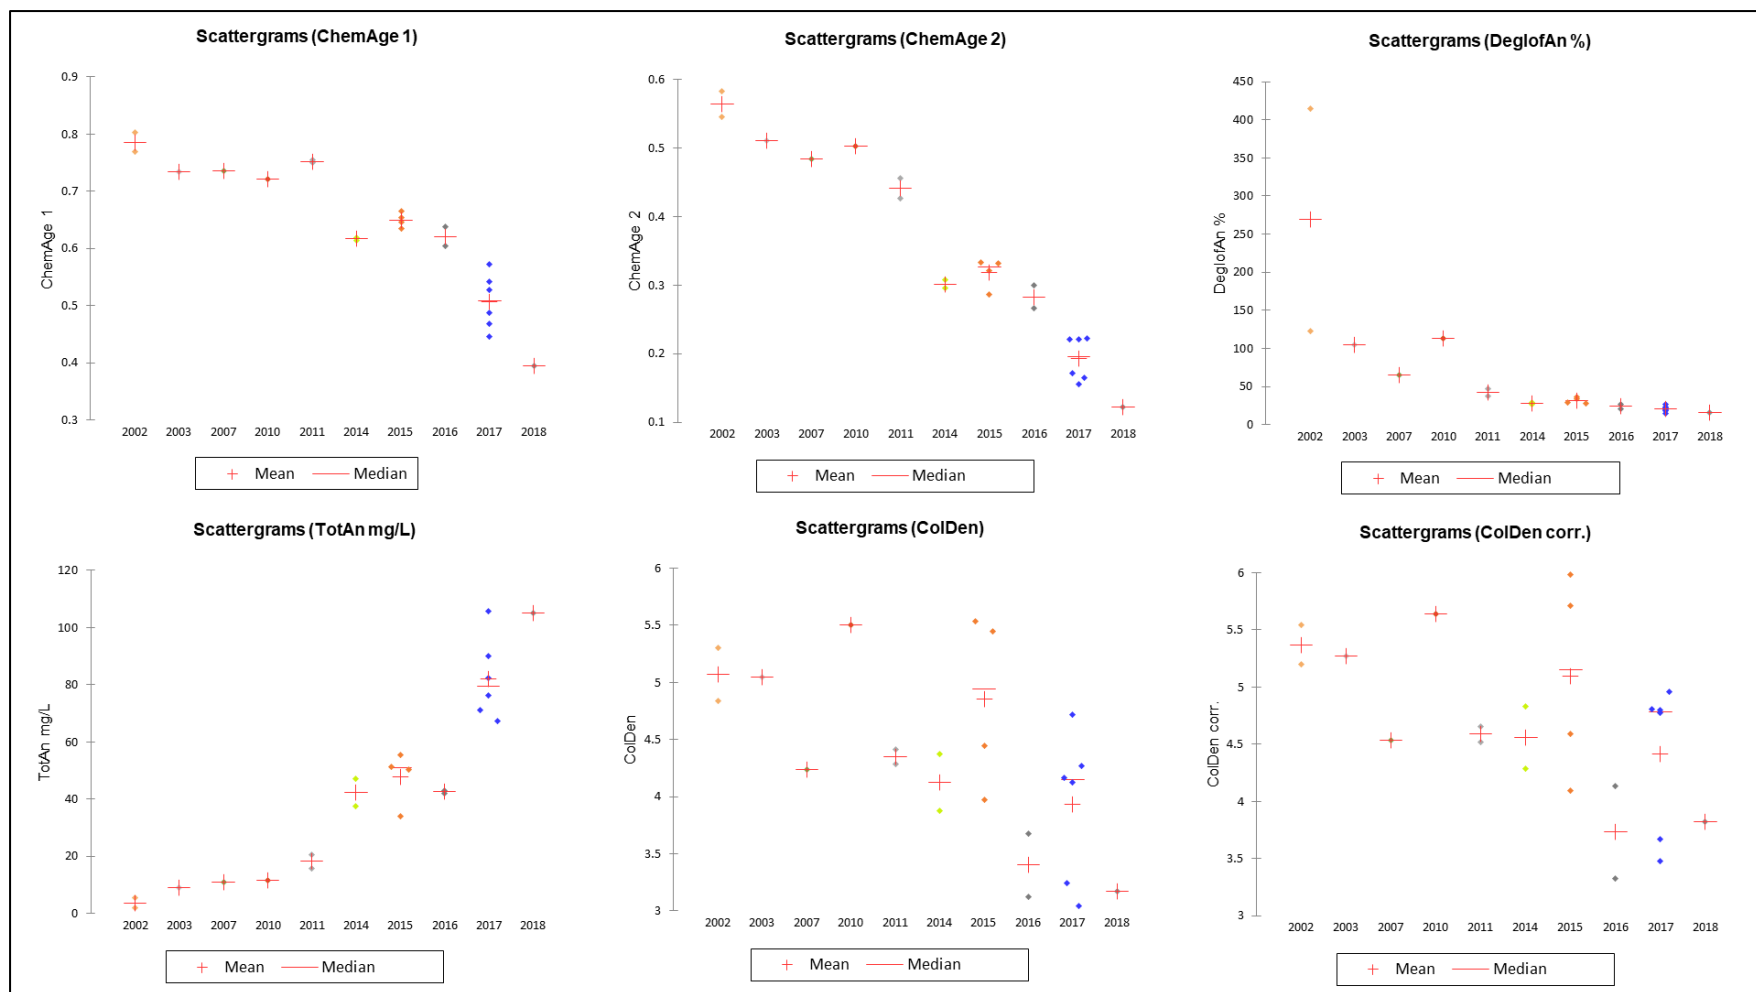 Scattergrams (ChemAge 1)
ChemAge 1
0.9
0.8
0.7
0.6
0.5
0.4
0.3
2002 2003 2007 2010 2011 2014 2015 2016 2017 2018
Mean Median
Scattergrams (ChemAge 2)
ChemAge 2
0.6
0.5
0.4
0.3
0.2
0.1
2002 2003 2007 2010 2011 2014 2015 2016 2017 2018
Mean Median
Scattergrams (DeglofAn %)
DeglofAn %
450
400
350
300
250
200
150
100
50
0
2002 2003 2007 2010 2011 2014 2015 2016 2017 2018
Mean Median
Scattergrams (TotAn mg/L)
TotAn mg/L
120
100
80
60
40
20
0
2002 2003 2007 2010 2011 2014 2015 2016 2017 2018
Mean Median
Scattergrams (ColDen)
ColDen
6
5.5
5
4.5
4
3.5
3
2002 2003 2007 2010 2011 2014 2015 2016 2017 2018
Mean Median
Scattergrams (ColDen corr.)
ColDen corr.
6
5.5
5
4.5
4
3.5
3
2002 2003 2007 2010 2011 2014 2015 2016 2017 2018
Mean Median